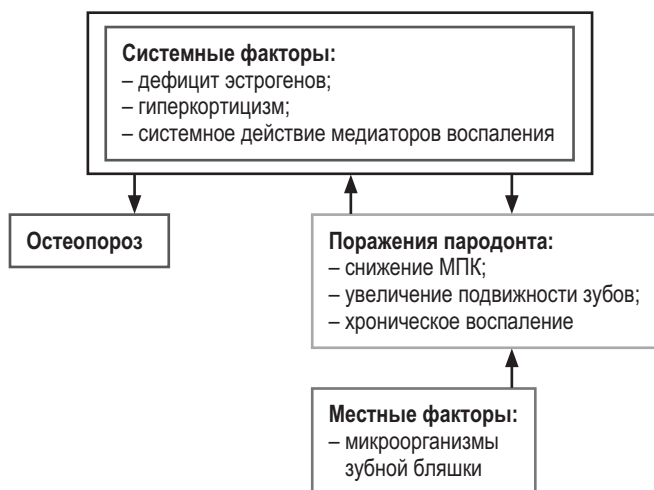 Системные факторы:
– дефицит эстрогенов;
– гиперкортицизм;
– системное действие медиаторов воспаления
Остеопороз
Поражения пародонта:
– снижение МПК;
– увеличение подвижности зубов;
– хроническое воспаление
Местные факторы:
– микроорганизмы
зубной бляшки